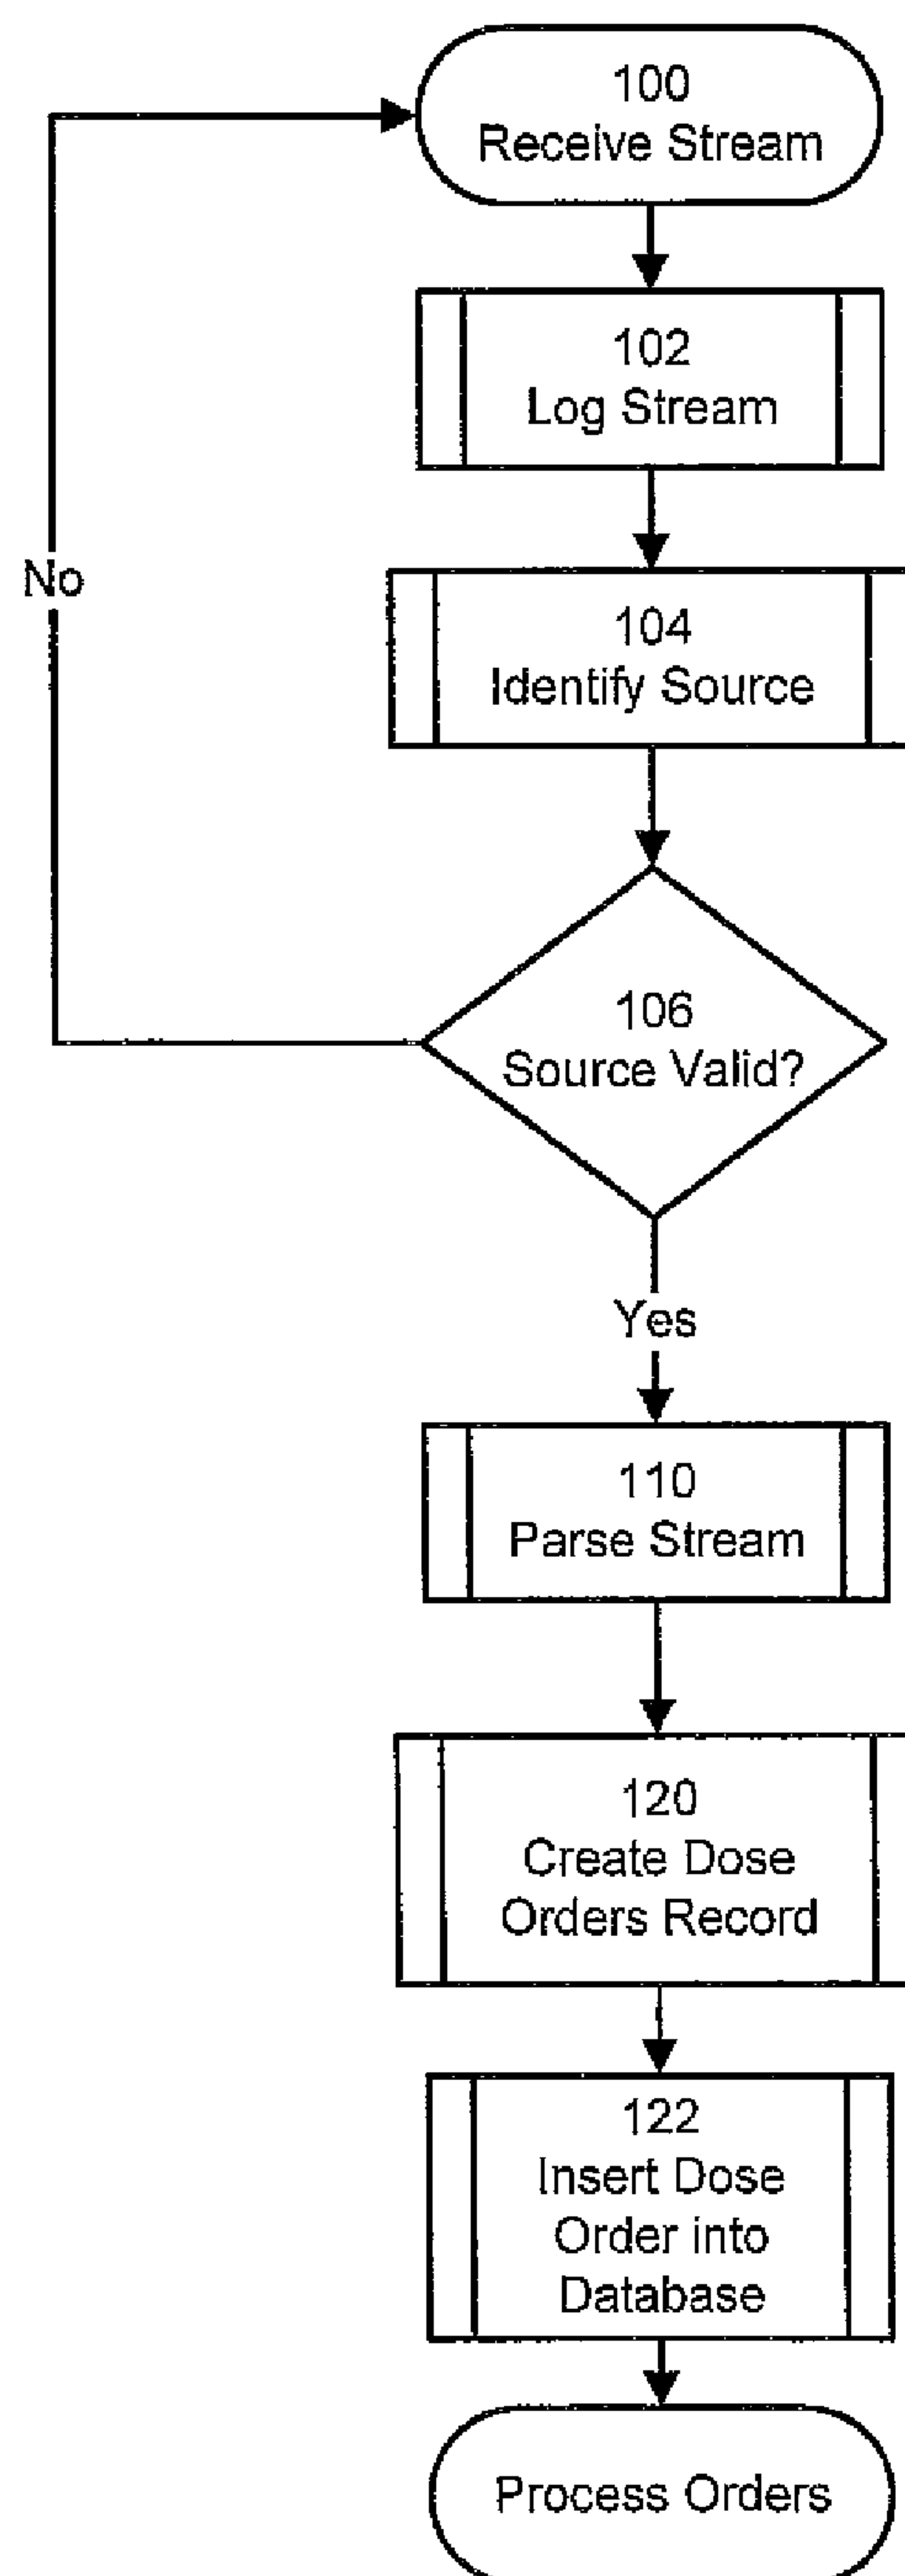 100
Receive Stream
102
Log Stream
No
104
Identify Source
106
Source Valid?
Yes
110
Parse Stream
120
Create Dose
Orders Record
122
Insert Dose
Order into
Database
Process Orders